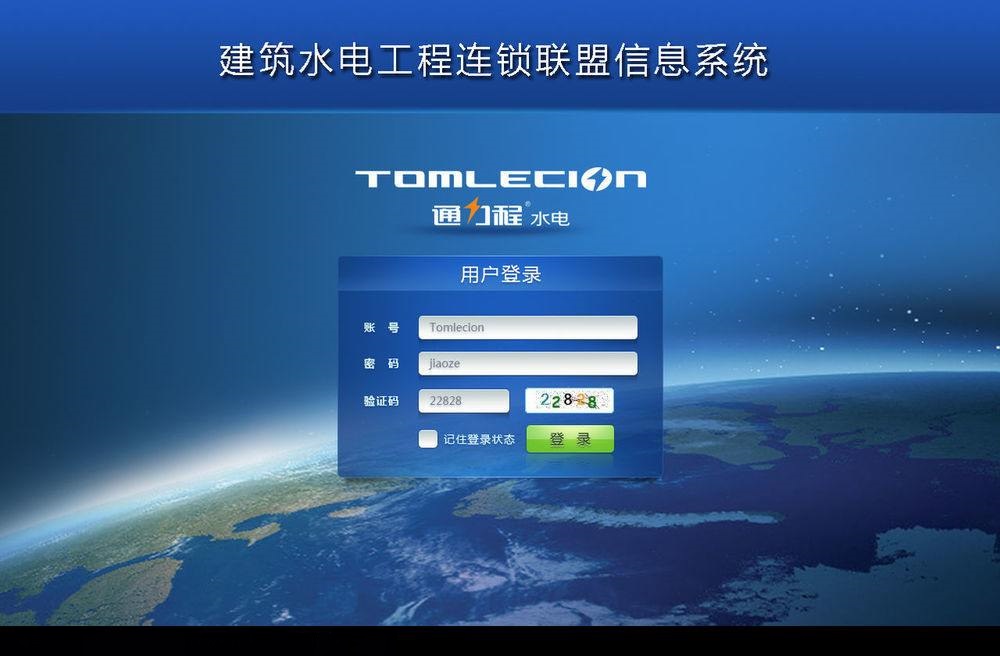 建筑水电工程连锁联盟信息系统
TOMLECION
通力程® 水电
用户登录
账 号 Tomlecion
密 码 jiaoze
验证码 22828 22828
记住登录状态 登 录